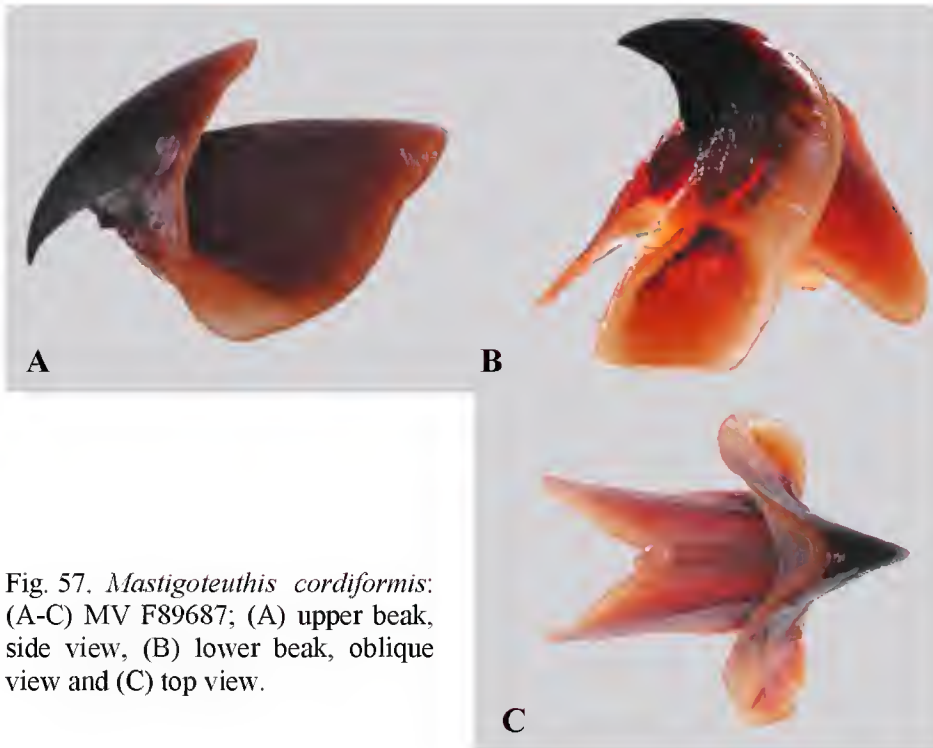 A
B
Fig. 57. Mastigoteuthis cordiformis:
(A-C) MV F89687; (A) upper beak,
side view, (B) lower beak, oblique
view and (C) top view.
C